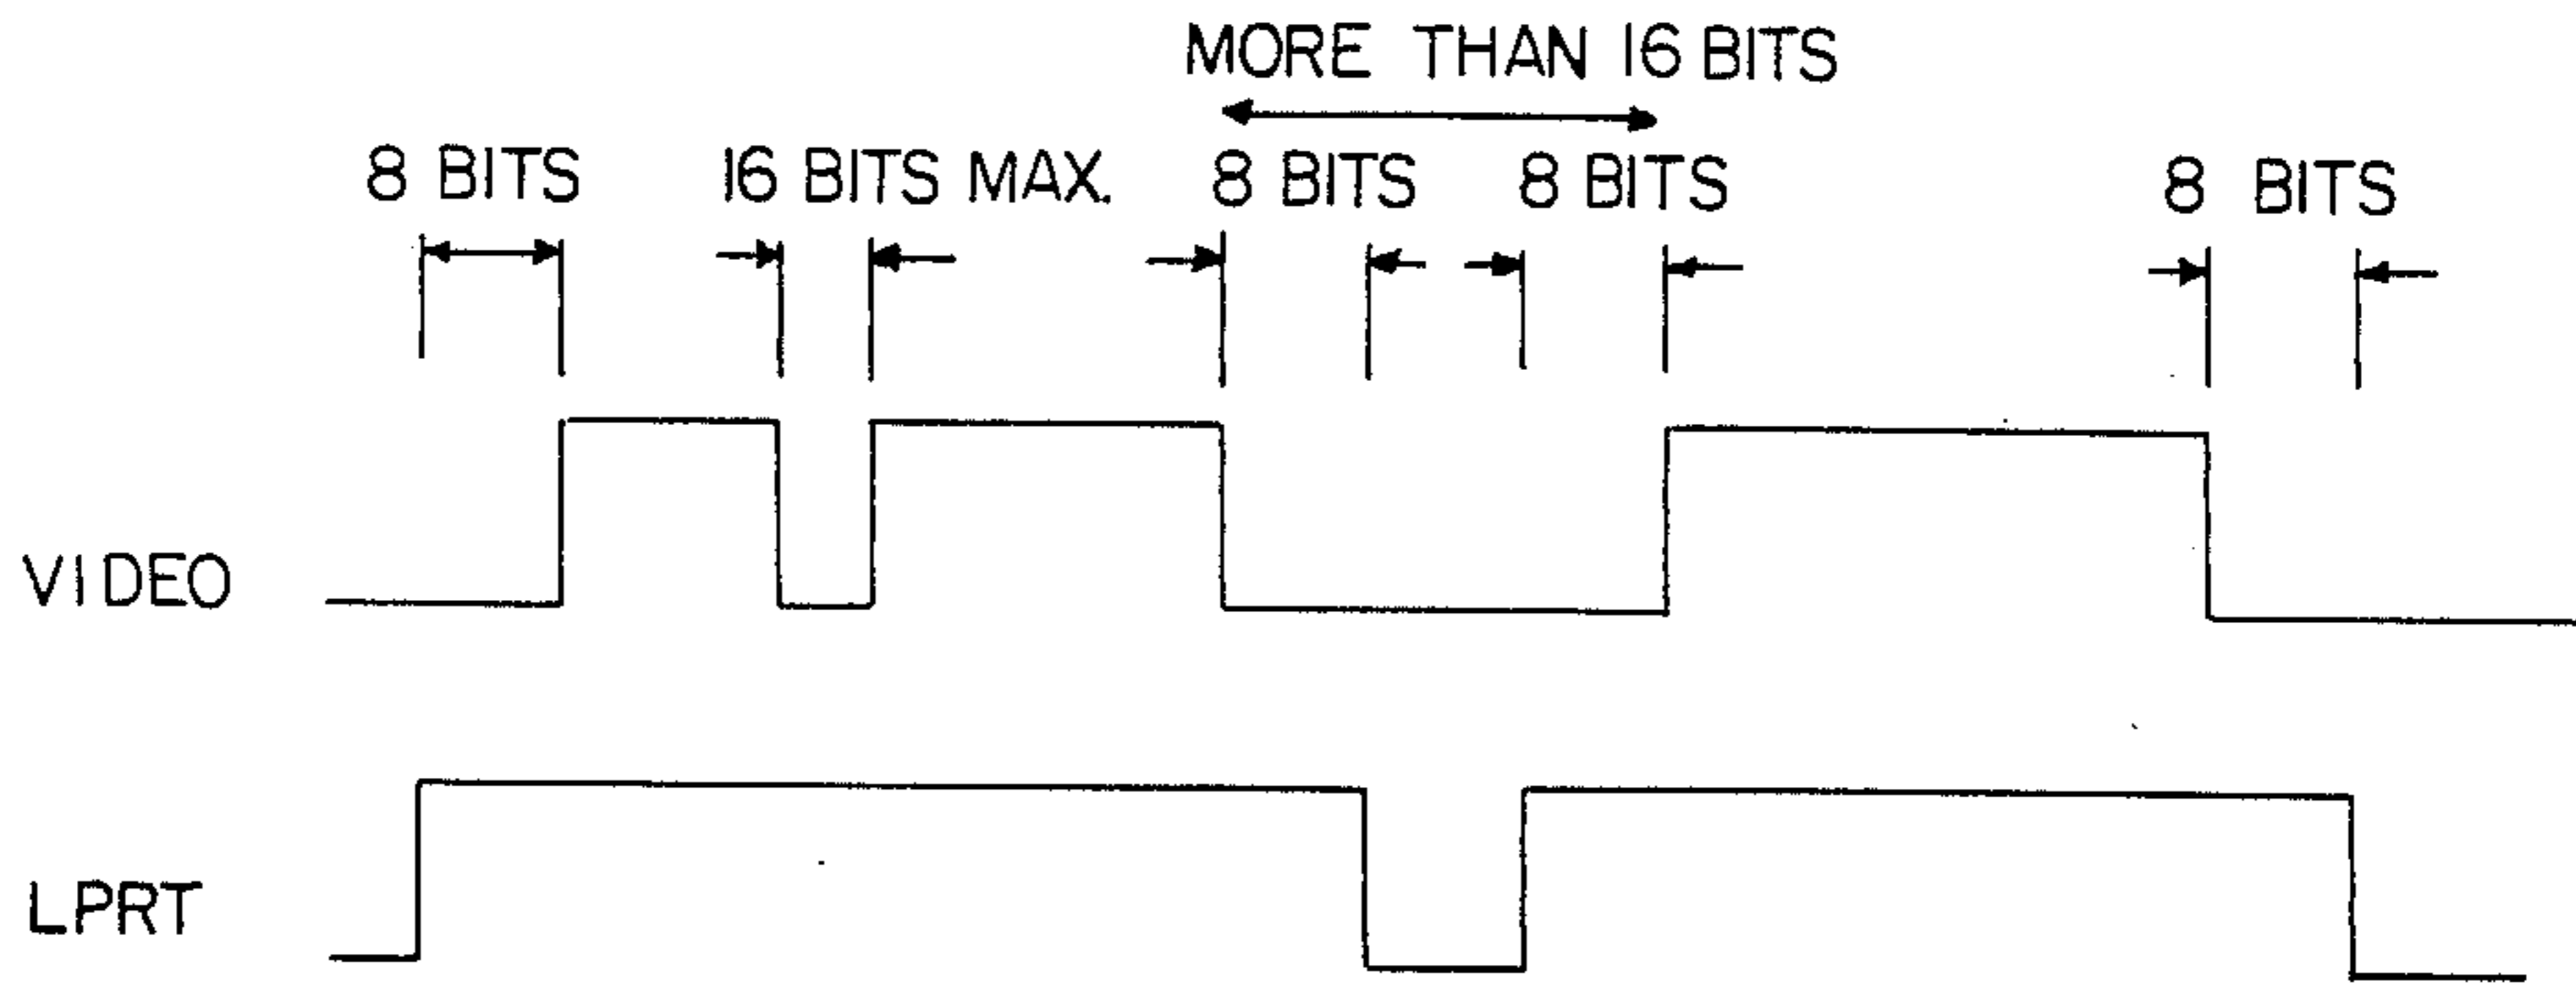 MORE THAN 16 BITS
8 BITS 16 BITS MAX. 8 BITS 8 BITS 8 BITS
VIDEO
LPRT